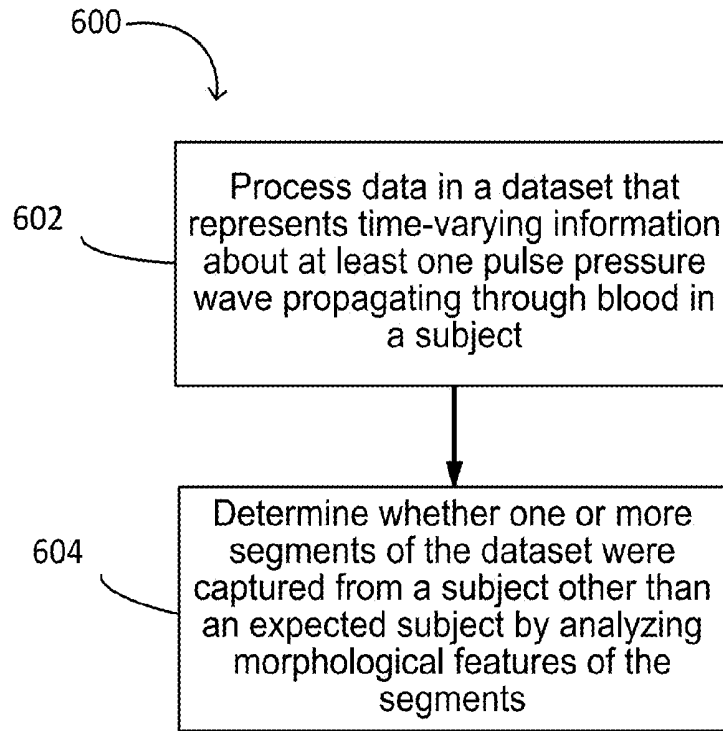 600
602
Process data in a dataset that
represents time-varying information
about at least one pulse pressure
wave propagating through blood in
a subject
604
Determine whether one or more
segments of the dataset were
captured from a subject other than
an expected subject by analyzing
morphological features of the
segments